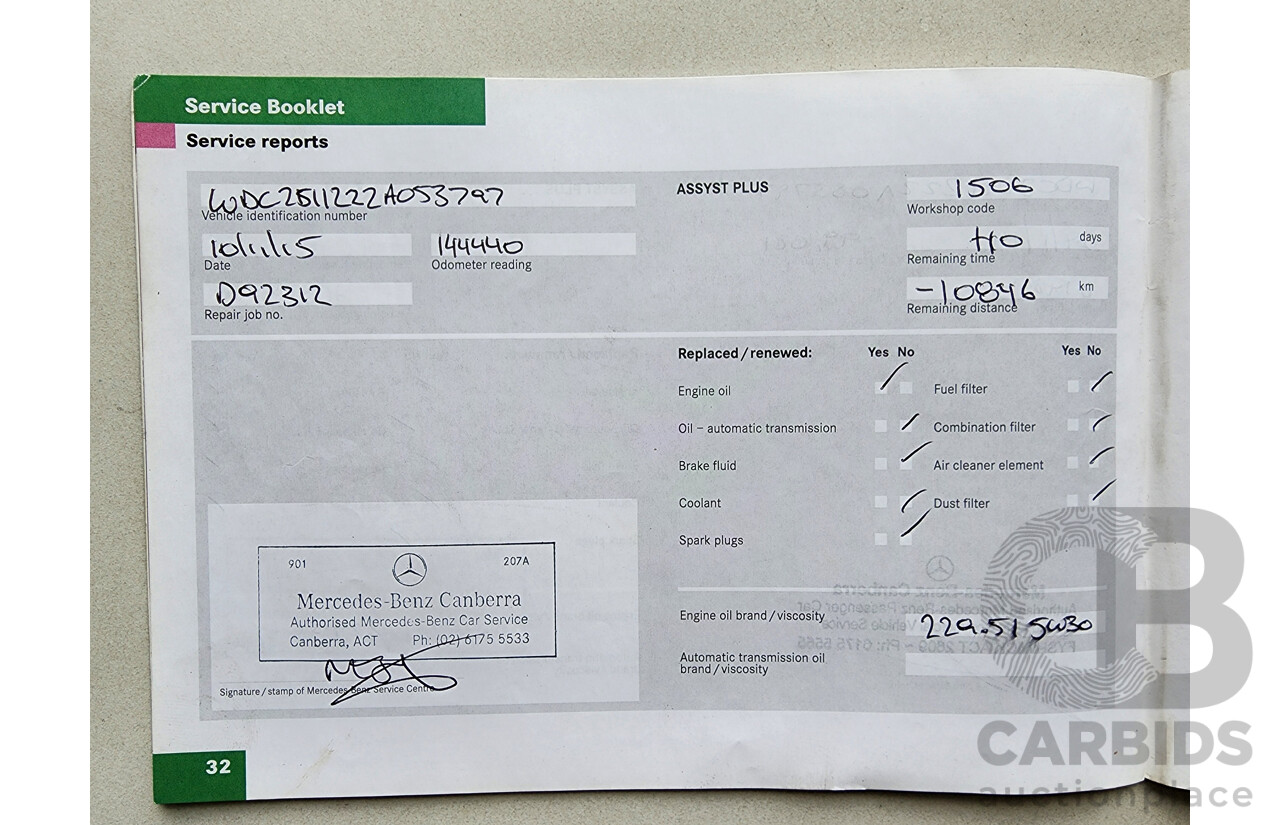 Service Booklet
Service reports
WDC2511222A053797
Vehicle identification number
ASSYST PLUS
1506
Workshop code
10/11/15
Date
144440
Odometer reading
days
Remaining time
D92312
Repair job no.
-10846 km
Remaining distance
Replaced / renewed: Yes No Yes No
Engine oil Fuel filter
Oil – automatic transmission Combination filter
Brake fluid Air cleaner element
Coolant Dust filter
Spark plugs
901 207A
Mercedes-Benz Canberra
Authorised Mercedes-Benz Car Service
Canberra, ACT Ph: (02) 6175 5533
Signature / stamp of Mercedes-Benz Service Centre
Engine oil brand / viscosity
229.51 5W30
Automatic transmission oil
brand / viscosity
32
CARBIDS
auctionplace